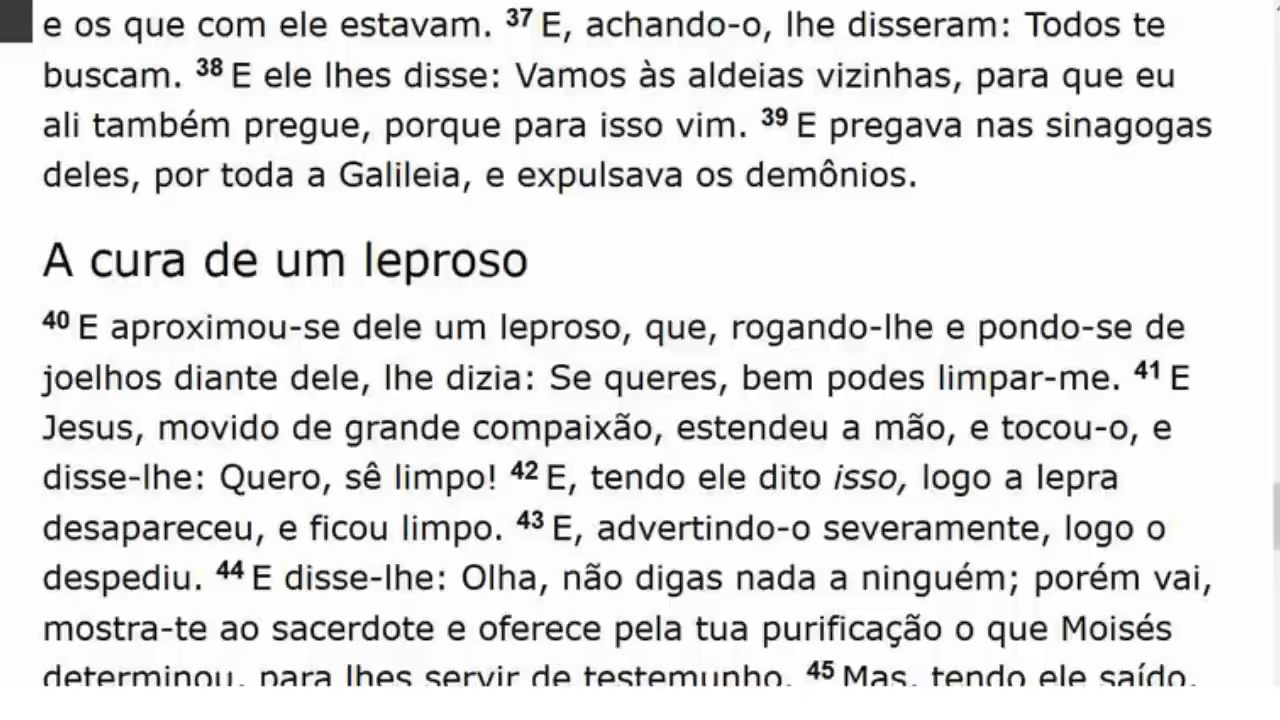 e os que com ele estavam. 37 E, achando-o, lhe disseram: Todos te
buscam. 38 E ele lhes disse: Vamos às aldeias vizinhas, para que eu
ali também pregue, porque para isso vim. 39 E pregava nas sinagogas
deles, por toda a Galileia, e expulsava os demônios.
A cura de um leproso
40 E aproximou-se dele um leproso, que, rogando-lhe e pondo-se de
joelhos diante dele, lhe dizia: Se queres, bem podes limpar-me. 41 E
Jesus, movido de grande compaixão, estendeu a mão, e tocou-o, e
disse-lhe: Quero, sê limpo! 42 E, tendo ele dito isso, logo a lepra
desapareceu, e ficou limpo. 43 E, advertindo-o severamente, logo o
despediu. 44 E disse-lhe: Olha, não digas nada a ninguém; porém vai,
mostra-te ao sacerdote e oferece pela tua purificação o que Moisés
determinou, para lhes servir de testemunho. 45 Mas, tendo ele saído,